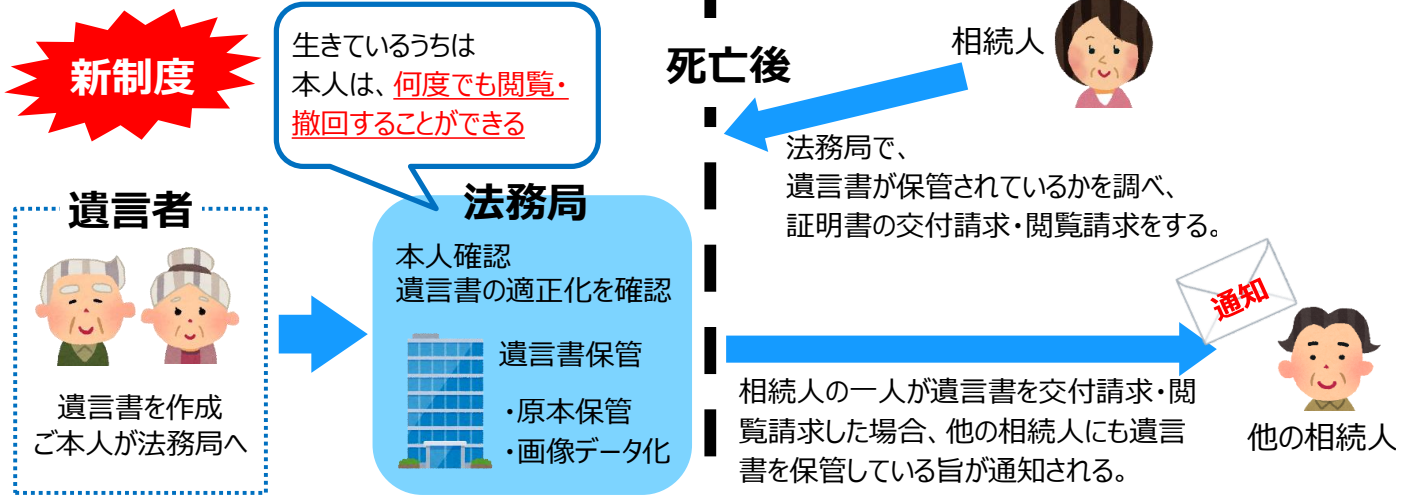 新制度
生きているうちは
本人は、何度でも閲覧・
撤回することができる
遺言者
遺言書を作成
ご本人が法務局へ
法務局
本人確認
遺言書の適正化を確認
遺言書保管
・原本保管
・画像データ化
死亡後
相続人
法務局で、
遺言書が保管されているかを調べ、
証明書の交付請求・閲覧請求をする。
通知
相続人の一人が遺言書を交付請求・閲
覧請求した場合、他の相続人にも遺言
書を保管している旨が通知される。
他の相続人